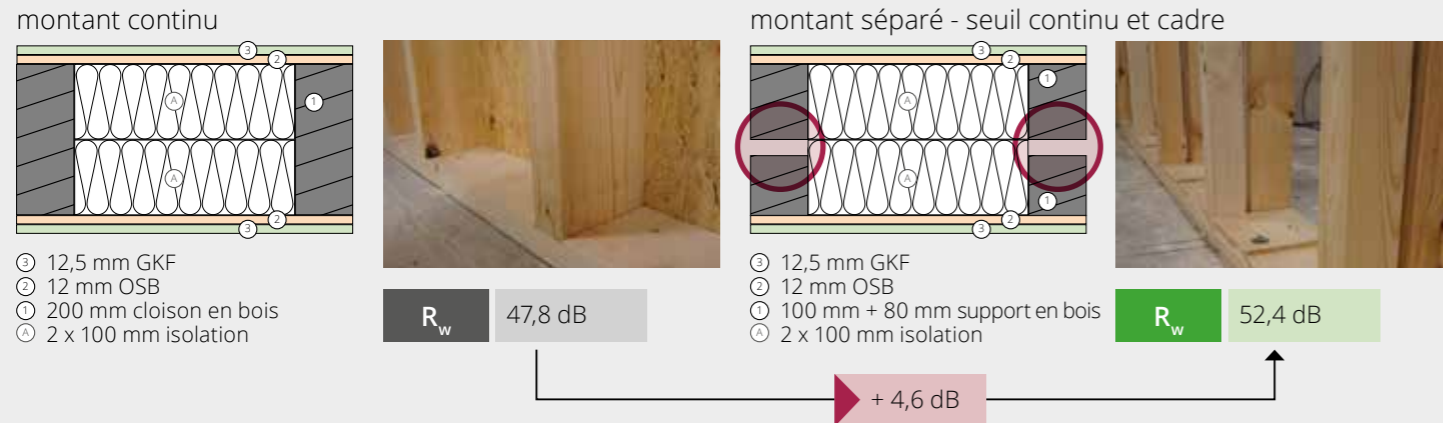 montant continu
3
2
A
1
A
2
3
③ 12,5 mm GKF
② 12 mm OSB
① 200 mm cloison en bois
Ⓐ 2 x 100 mm isolation
Rw
47,8 dB
montant séparé - seuil continu et cadre
3
2
1
A
A
1
2
3
③ 12,5 mm GKF
② 12 mm OSB
① 100 mm + 80 mm support en bois
Ⓐ 2 x 100 mm isolation
Rw
52,4 dB
+ 4,6 dB